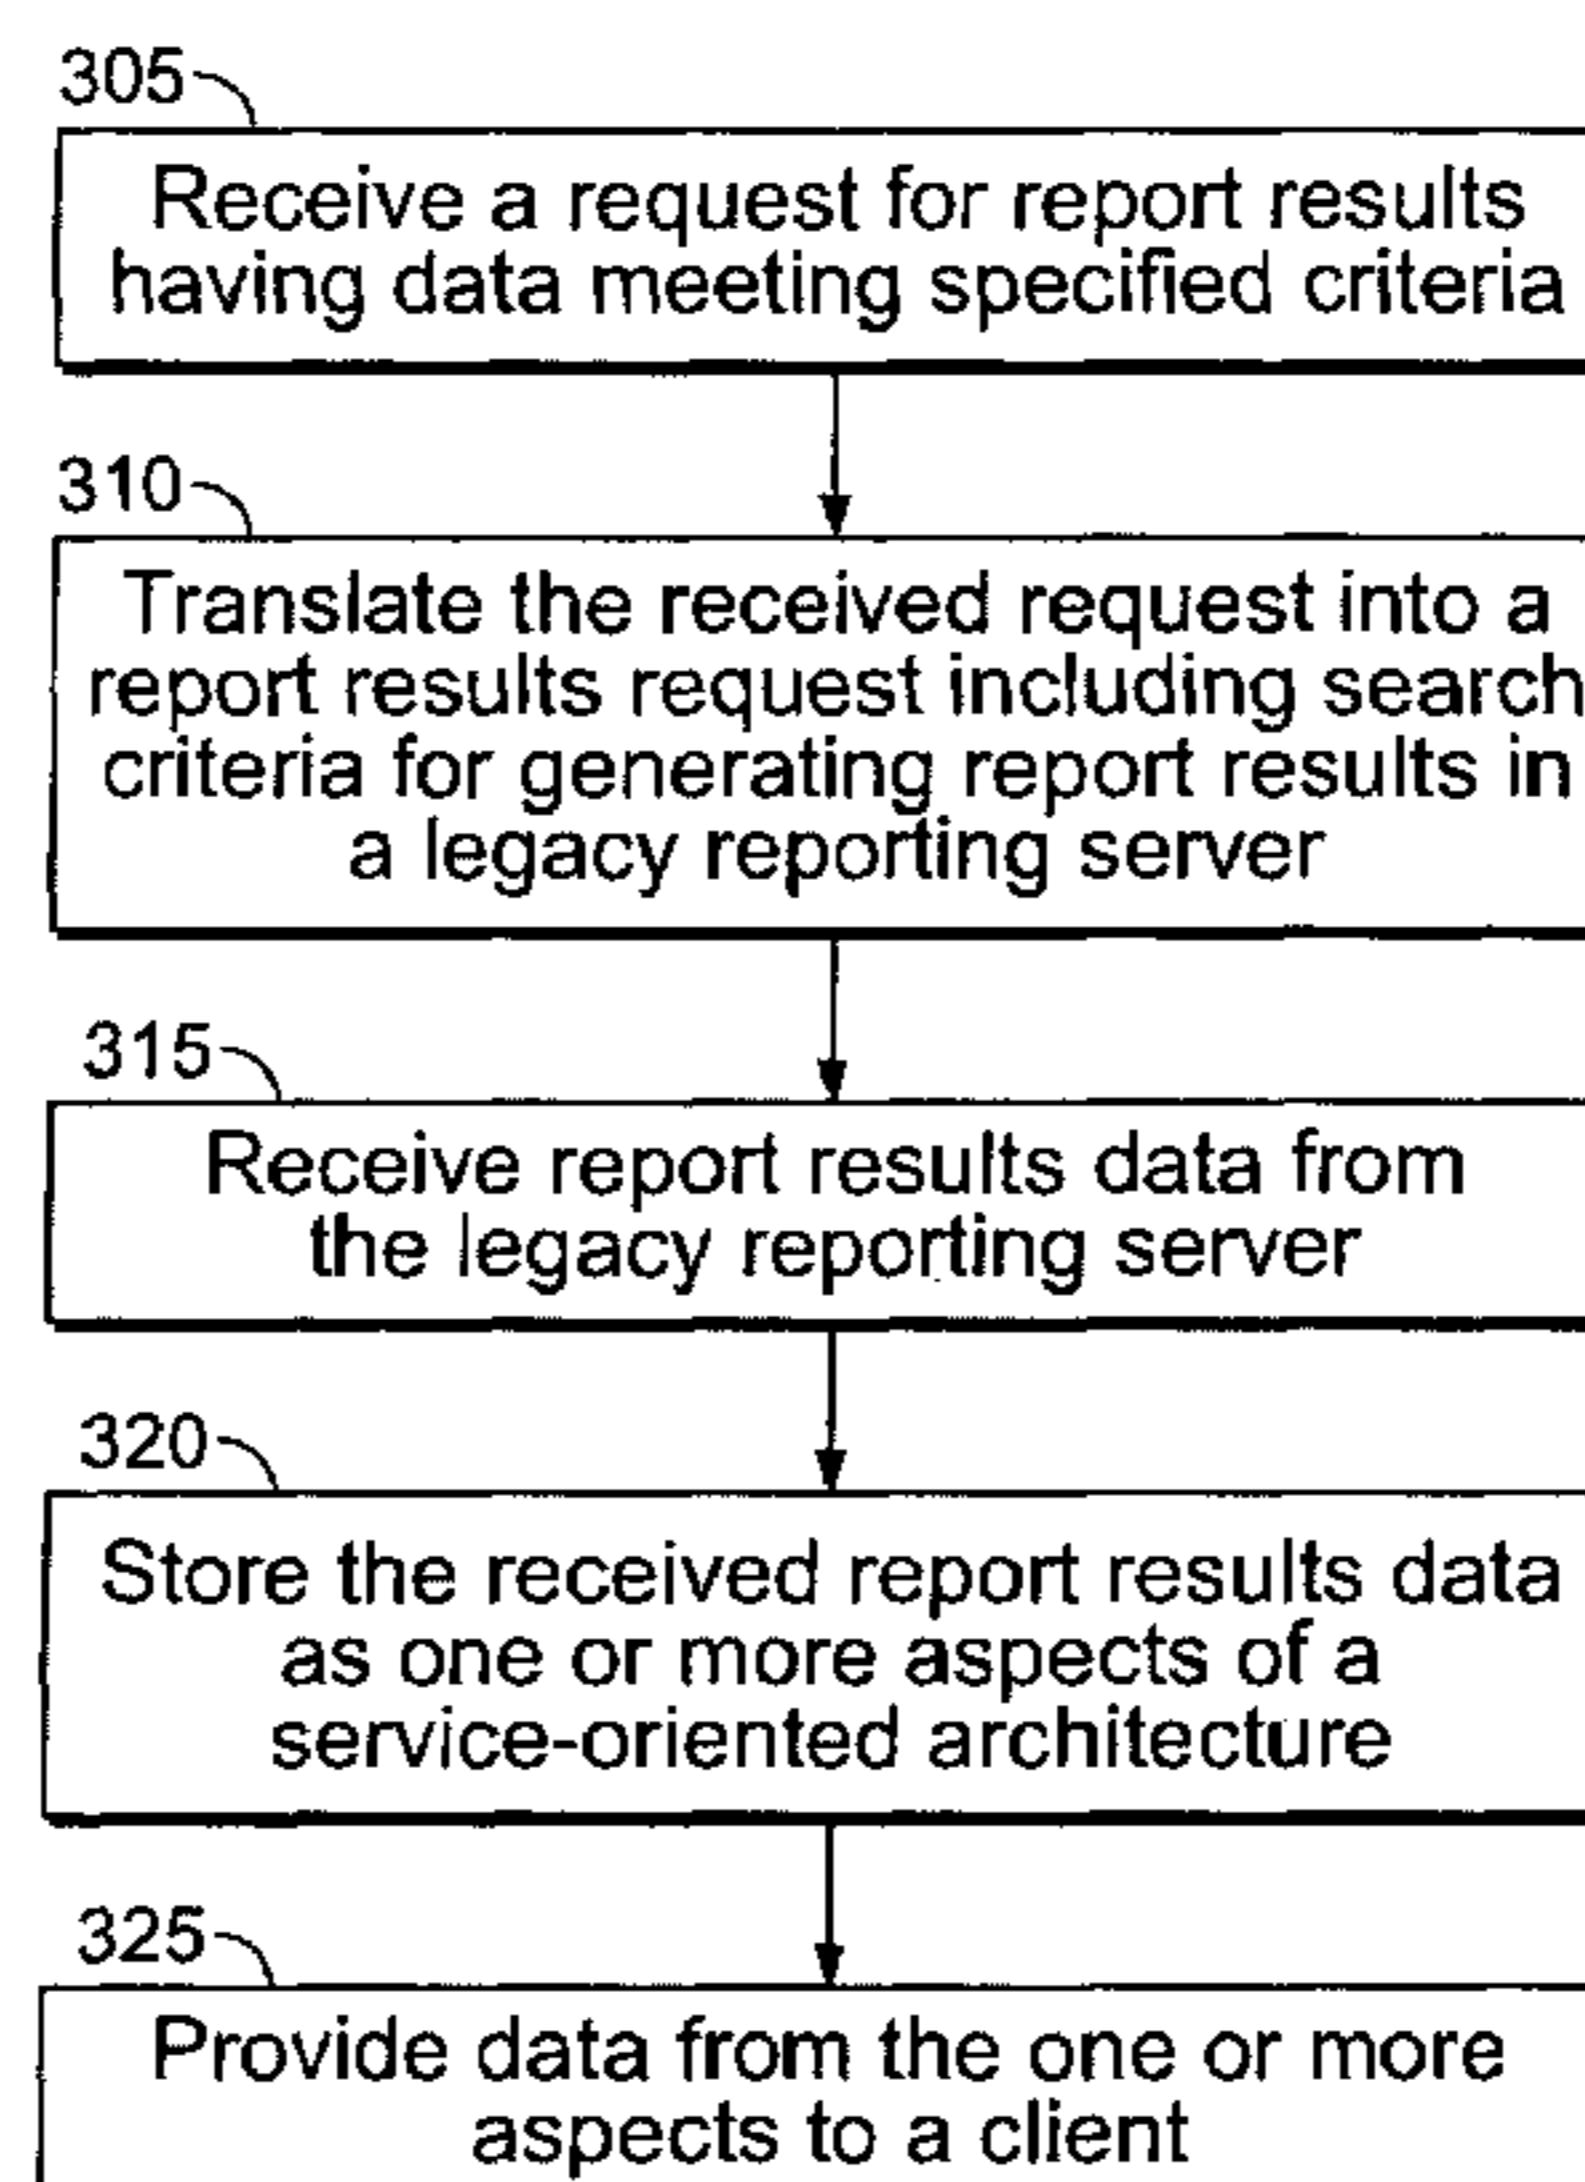 305
Receive a request for report results
having data meeting specified criteria
310
Translate the received request into a
report results request including search
criteria for generating report results in
a legacy reporting server
315
Receive report results data from
the legacy reporting server
320
Store the received report results data
as one or more aspects of a
service-oriented architecture
325
Provide data from the one or more
aspects to a client